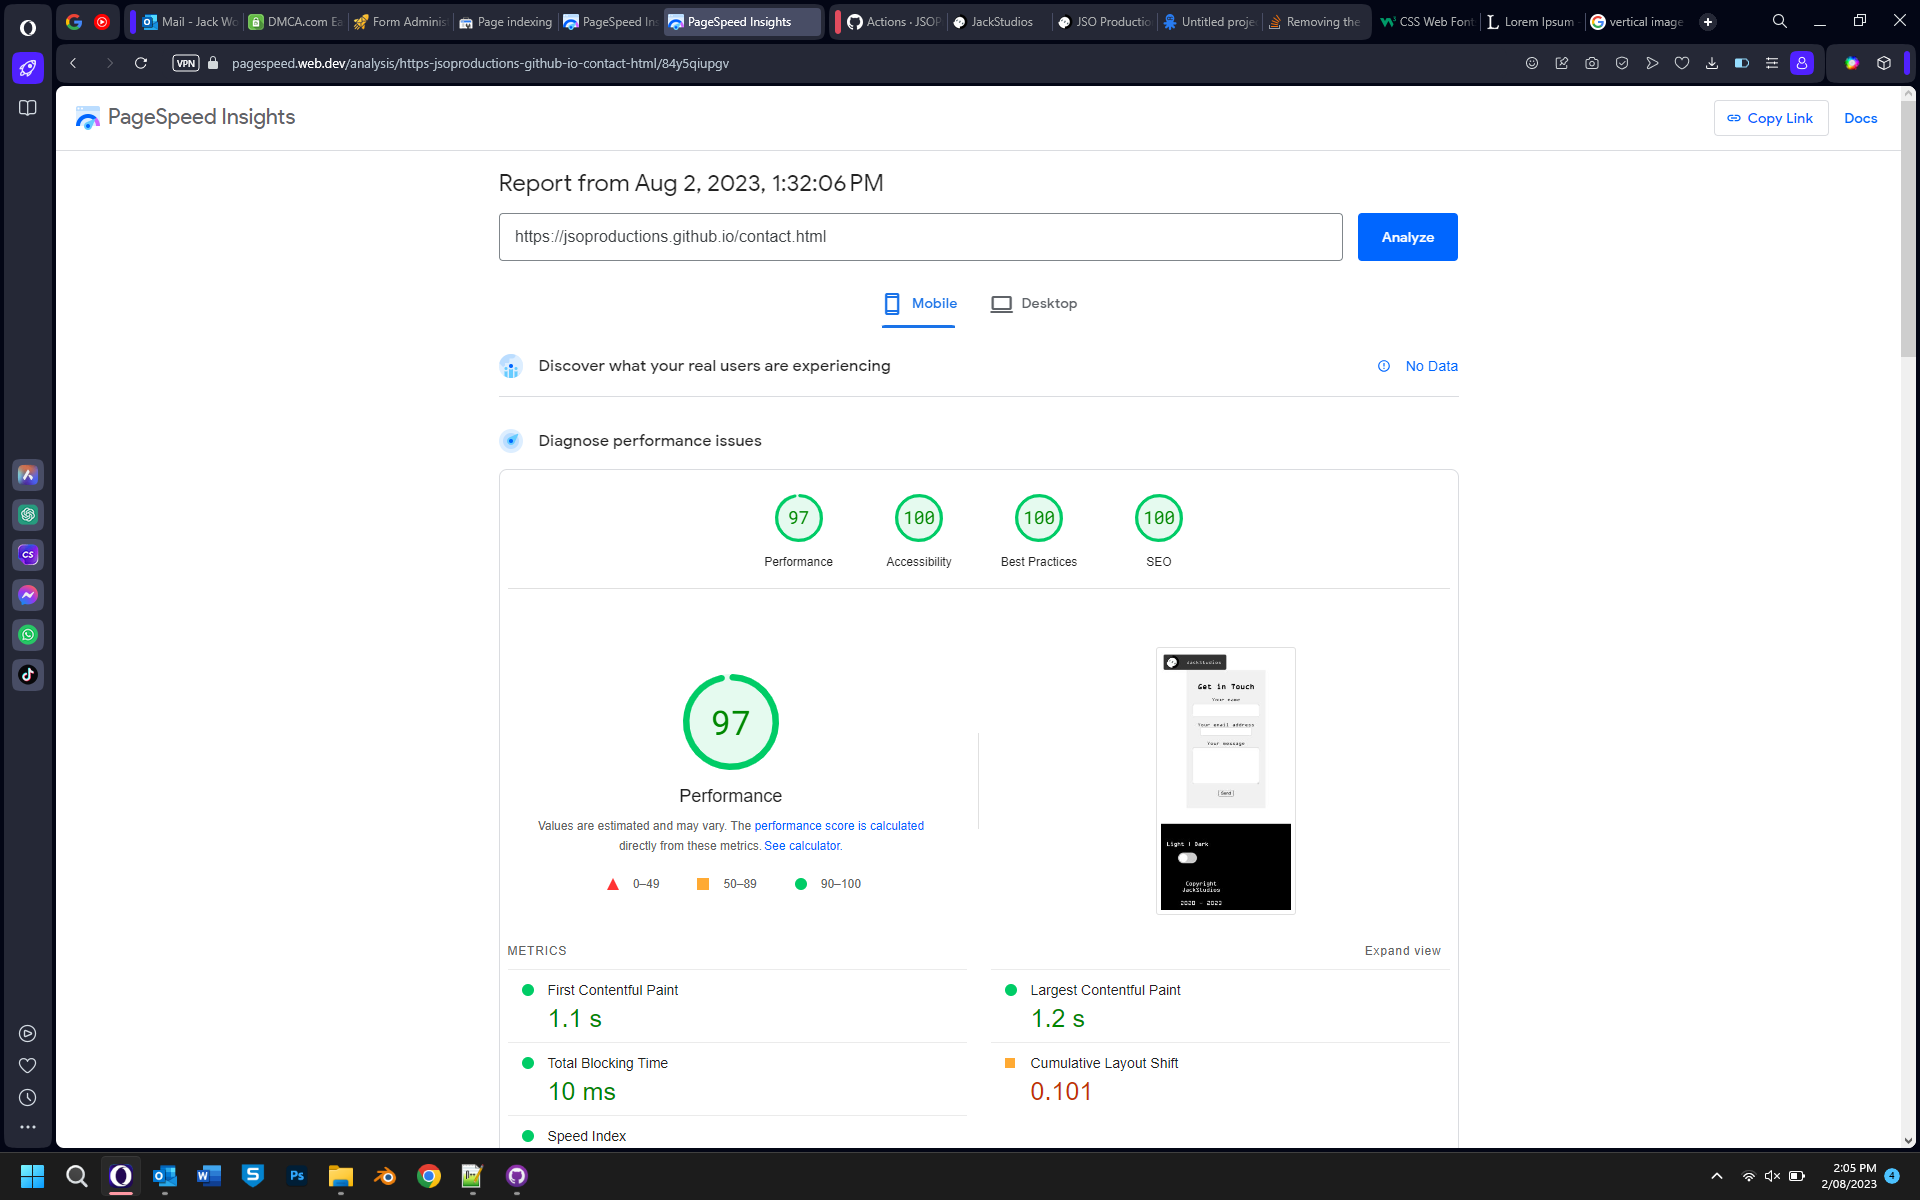 Mail - Jack Wo
DMCA.com Ea
Form Adminis
Page indexing
PageSpeed Ins
PageSpeed Insights
Actions · JSOP
JackStudios
JSO Productio
Untitled proje
Removing the
CSS Web Font
Lorem Ipsum -
vertical image
VPN
pagespeed.web.dev/analysis/https-jsoproductions-github-io-contact-html/84y5qiupgv
PageSpeed Insights
Copy Link
Docs
Report from Aug 2, 2023, 1:32:06 PM
https://jsoproductions.github.io/contact.html
Analyze
Mobile
Desktop
Discover what your real users are experiencing
No Data
Diagnose performance issues
97
100
100
100
Performance
Accessibility
Best Practices
SEO
97
Performance
Values are estimated and may vary. The performance score is calculated
directly from these metrics. See calculator.
0–49
50–89
90–100
JackStudios
Get in Touch
Your name
Your email address
Your message
Send
Light | Dark
Copyright
JackStudios
2020 - 2023
METRICS
Expand view
First Contentful Paint
1.1 s
Largest Contentful Paint
1.2 s
Total Blocking Time
10 ms
Cumulative Layout Shift
0.101
Speed Index
CS
Ps
2:05 PM
2/08/2023
4